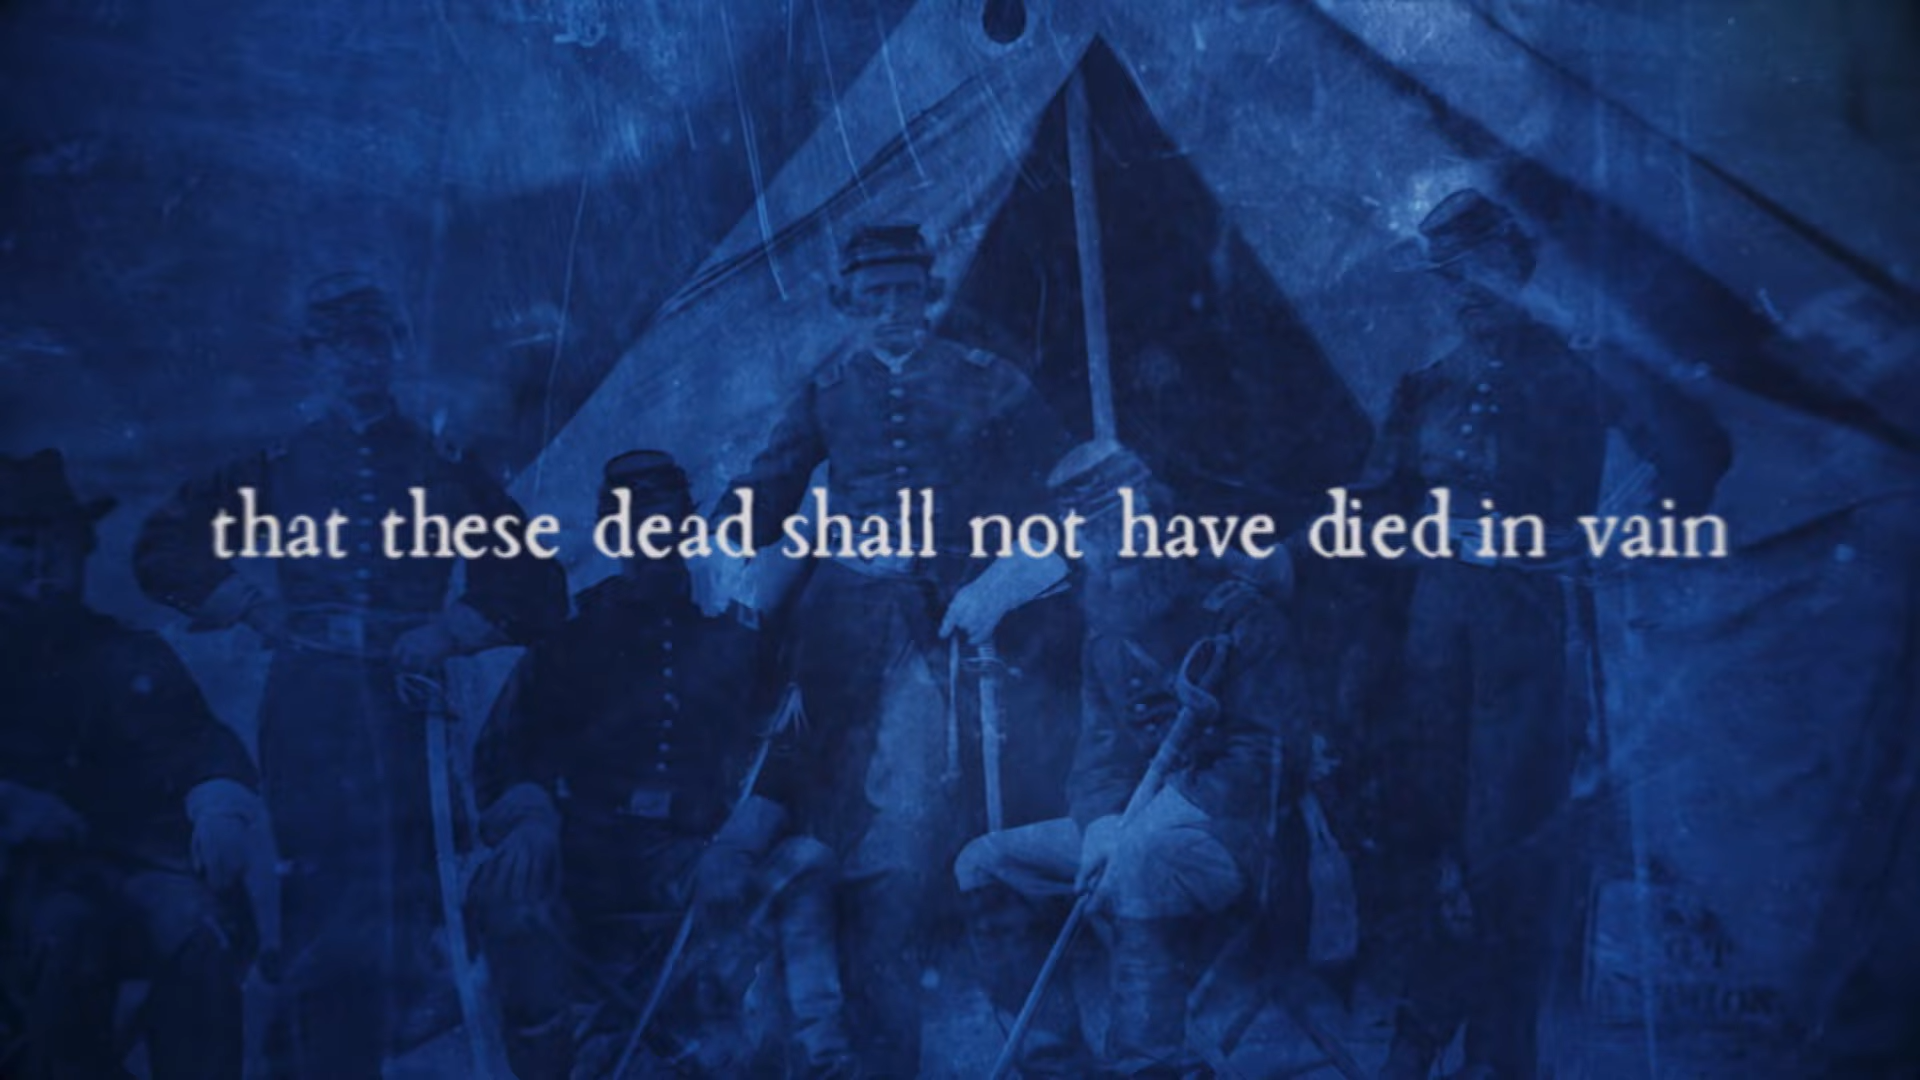 that these dead shall not have died in vain